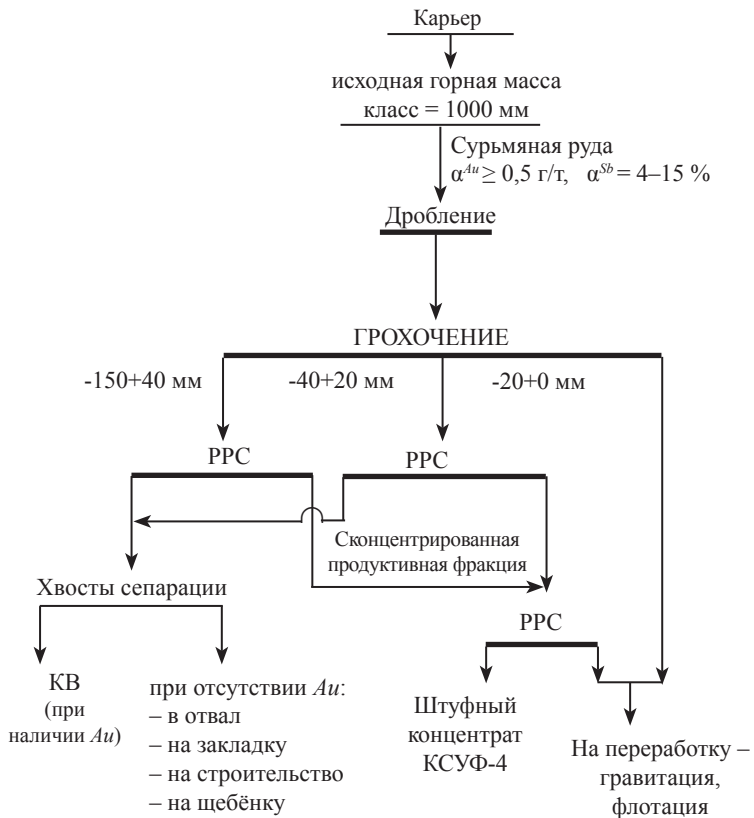 Карьер
исходная горная масса
класс = 1000 мм
Сурьмяная руда
α^Au ≥ 0,5 г/т, α^Sb = 4–15 %
Дробление
ГРОХОЧЕНИЕ
-150+40 мм
-40+20 мм
-20+0 мм
РРС
РРС
Сконцентрированная
продуктивная фракция
Хвосты сепарации
РРС
КВ
(при
наличии Au)
при отсутствии Au:
– в отвал
– на закладку
– на строительство
– на щебёнку
Штуфный
концентрат
КСУФ-4
На переработку –
гравитация,
флотация